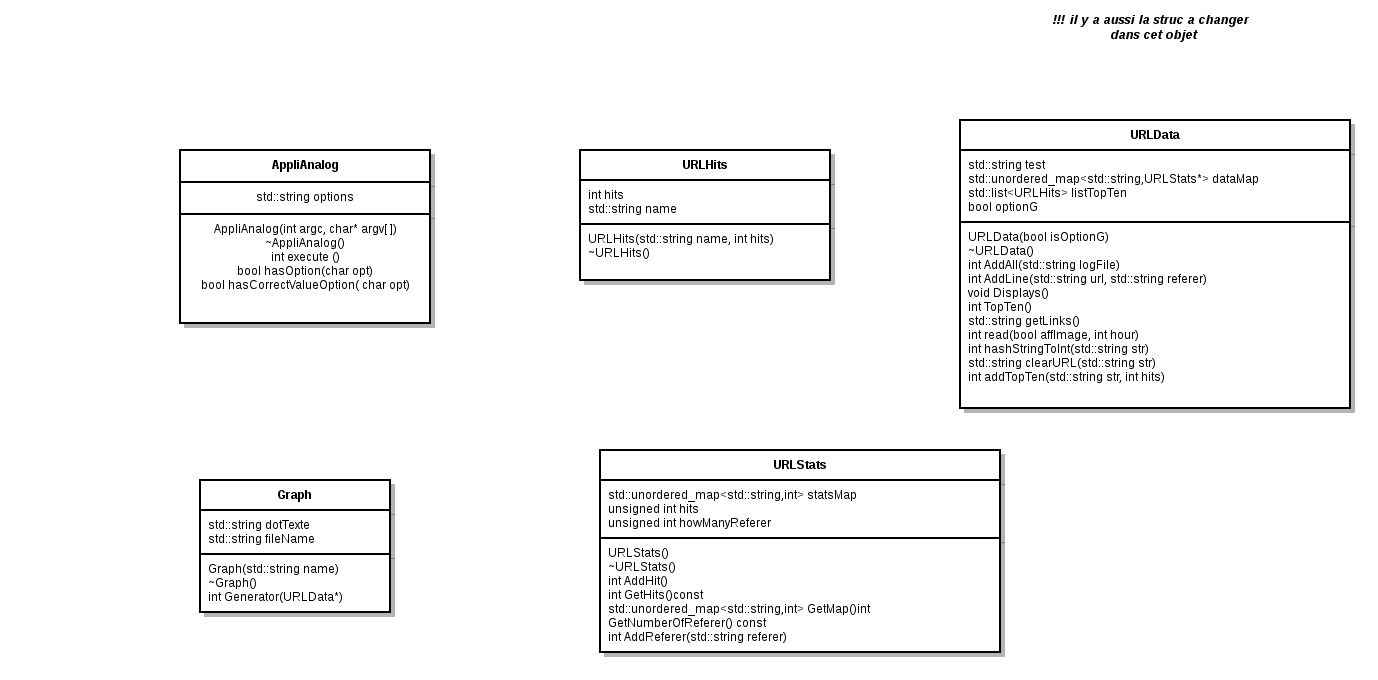 !!! il y a aussi la struc a changer
dans cet objet
AppliAnalog
std::string options
AppliAnalog(int argc, char* argv[])
~AppliAnalog()
int execute ()
bool hasOption(char opt)
bool hasCorrectValueOption( char opt)
URLHits
int hits
std::string name
URLHits(std::string name, int hits)
~URLHits()
URLData
std::string test
std::unordered_map<std::string,URLStats*> dataMap
std::list<URLHits> listTopTen
bool optionG
URLData(bool isOptionG)
~URLData()
int AddAll(std::string logFile)
int AddLine(std::string url, std::string referer)
void Displays()
int TopTen()
std::string getLinks()
int read(bool affImage, int hour)
int hashStringToInt(std::string str)
std::string clearURL(std::string str)
int addTopTen(std::string str, int hits)
Graph
std::string dotTexte
std::string fileName
Graph(std::string name)
~Graph()
int Generator(URLData*)
URLStats
std::unordered_map<std::string,int> statsMap
unsigned int hits
unsigned int howManyReferer
URLStats()
~URLStats()
int AddHit()
int GetHits()const
std::unordered_map<std::string,int> GetMap()int
GetNumberOfReferer() const
int AddReferer(std::string referer)